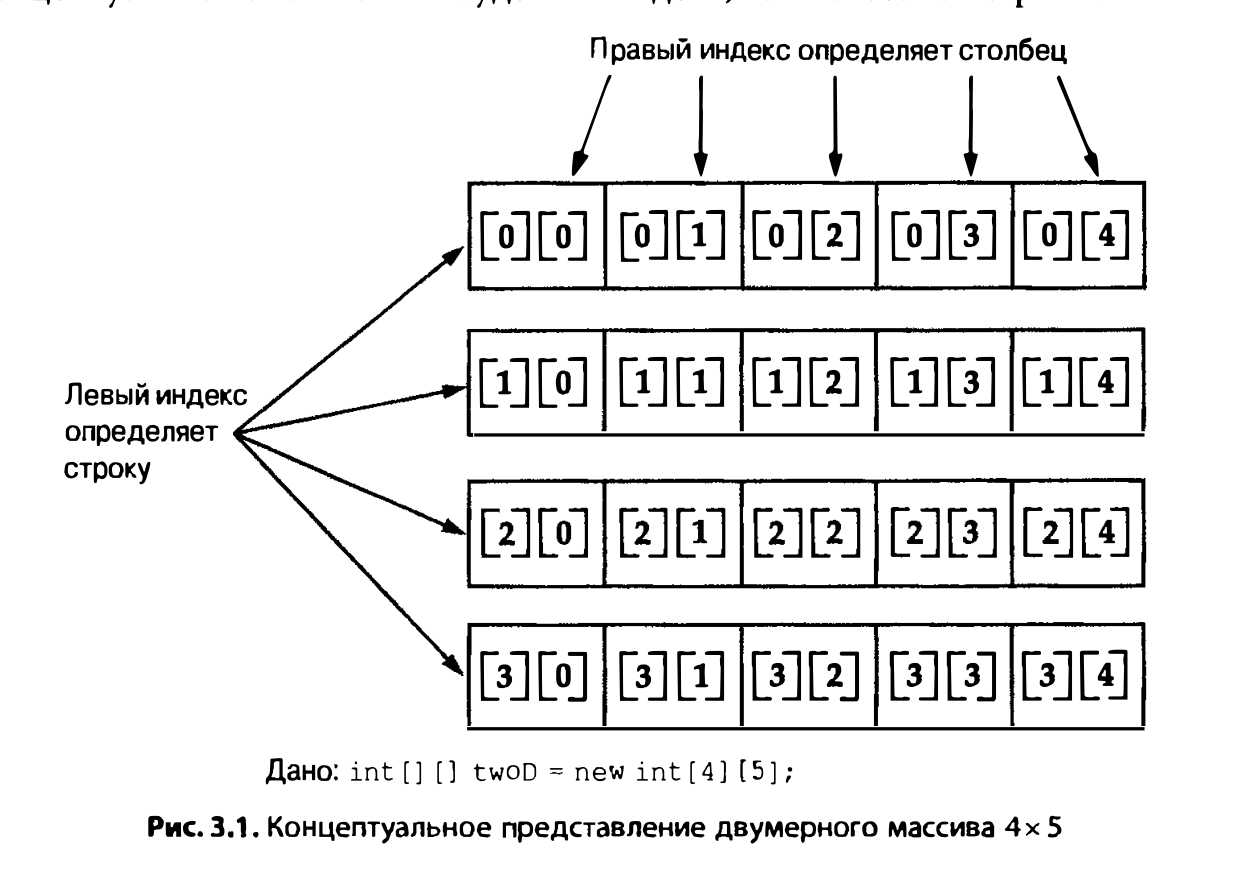 Правый индекс определяет столбец
[0][0] [0][1] [0][2] [0][3] [0][4]
[1][0] [1][1] [1][2] [1][3] [1][4]
Левый индекс
определяет
строку
[2][0] [2][1] [2][2] [2][3] [2][4]
[3][0] [3][1] [3][2] [3][3] [3][4]
Дано: int[][] twoD = new int[4][5];
Рис. 3.1. Концептуальное представление двумерного массива 4×5